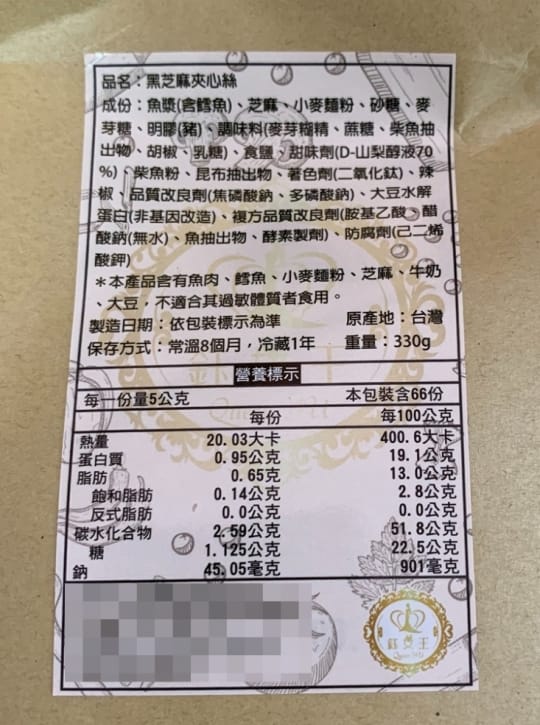 品名：黑芝麻夾心絲
成份：魚漿(含鱈魚)、芝麻、小麥麵粉、砂糖、麥
芽糖、明膠(豬)、調味料(麥芽糊精、蔗糖、柴魚抽
出物、胡椒、乳糖)、食鹽、甜味劑(D-山梨醇液70
%)、柴魚粉、昆布抽出物、著色劑(二氧化鈦)、辣
椒、品質改良劑(焦磷酸鈉、多磷酸鈉)、大豆水解
蛋白(非基因改造)、複方品質改良劑(胺基乙酸、醋
酸鈉(無水)、魚抽出物、酵素製劑)、防腐劑(己二烯
酸鉀)
＊本產品含有魚肉、鱈魚、小麥麵粉、芝麻、牛奶
、大豆，不適合其過敏體質者食用。
製造日期：依包裝標示為準 原產地：台灣
保存方式：常溫8個月，冷藏1年 重量：330g
營養標示
每一份量5公克 本包裝含66份
每份 每100公克
熱量 20.03大卡 400.6大卡
蛋白質 0.95公克 19.1公克
脂肪 0.65克 13.0公克
飽和脂肪 0.14公克 2.8公克
反式脂肪 0.0公克 0.0公克
碳水化合物 2.59公克 51.8公克
糖 1.125公克 22.5公克
鈉 45.05毫克 901毫克